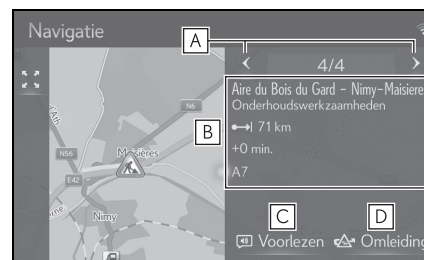 Navigatie
A
4/4
Aire du Bois du Gard - Nimy-Maisiere
Onderhoudswerkzaamheden
B
71 km
+0 min.
A7
N6
d'Ath
N56
Maisières
E42
Nimy
C
D
Voorlezen
Omleiding